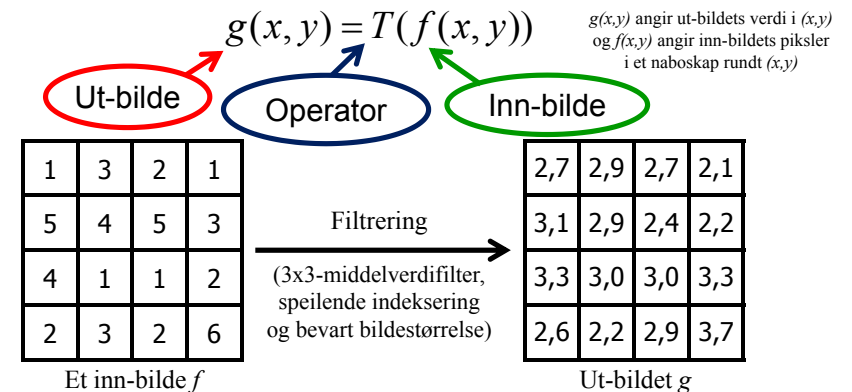 g(x, y) = T(f(x, y))
g(x,y) angir ut-bildets verdi i (x,y)
og f(x,y) angir inn-bildets piksler
i et naboskap rundt (x,y)
Ut-bilde
Operator
Inn-bilde
1 3 2 1
5 4 5 3
4 1 1 2
2 3 2 6
Et inn-bilde f
Filtrering
(3x3-middelverdifilter,
speilende indeksering
og bevart bildestørrelse)
2,7 2,9 2,7 2,1
3,1 2,9 2,4 2,2
3,3 3,0 3,0 3,3
2,6 2,2 2,9 3,7
Ut-bildet g